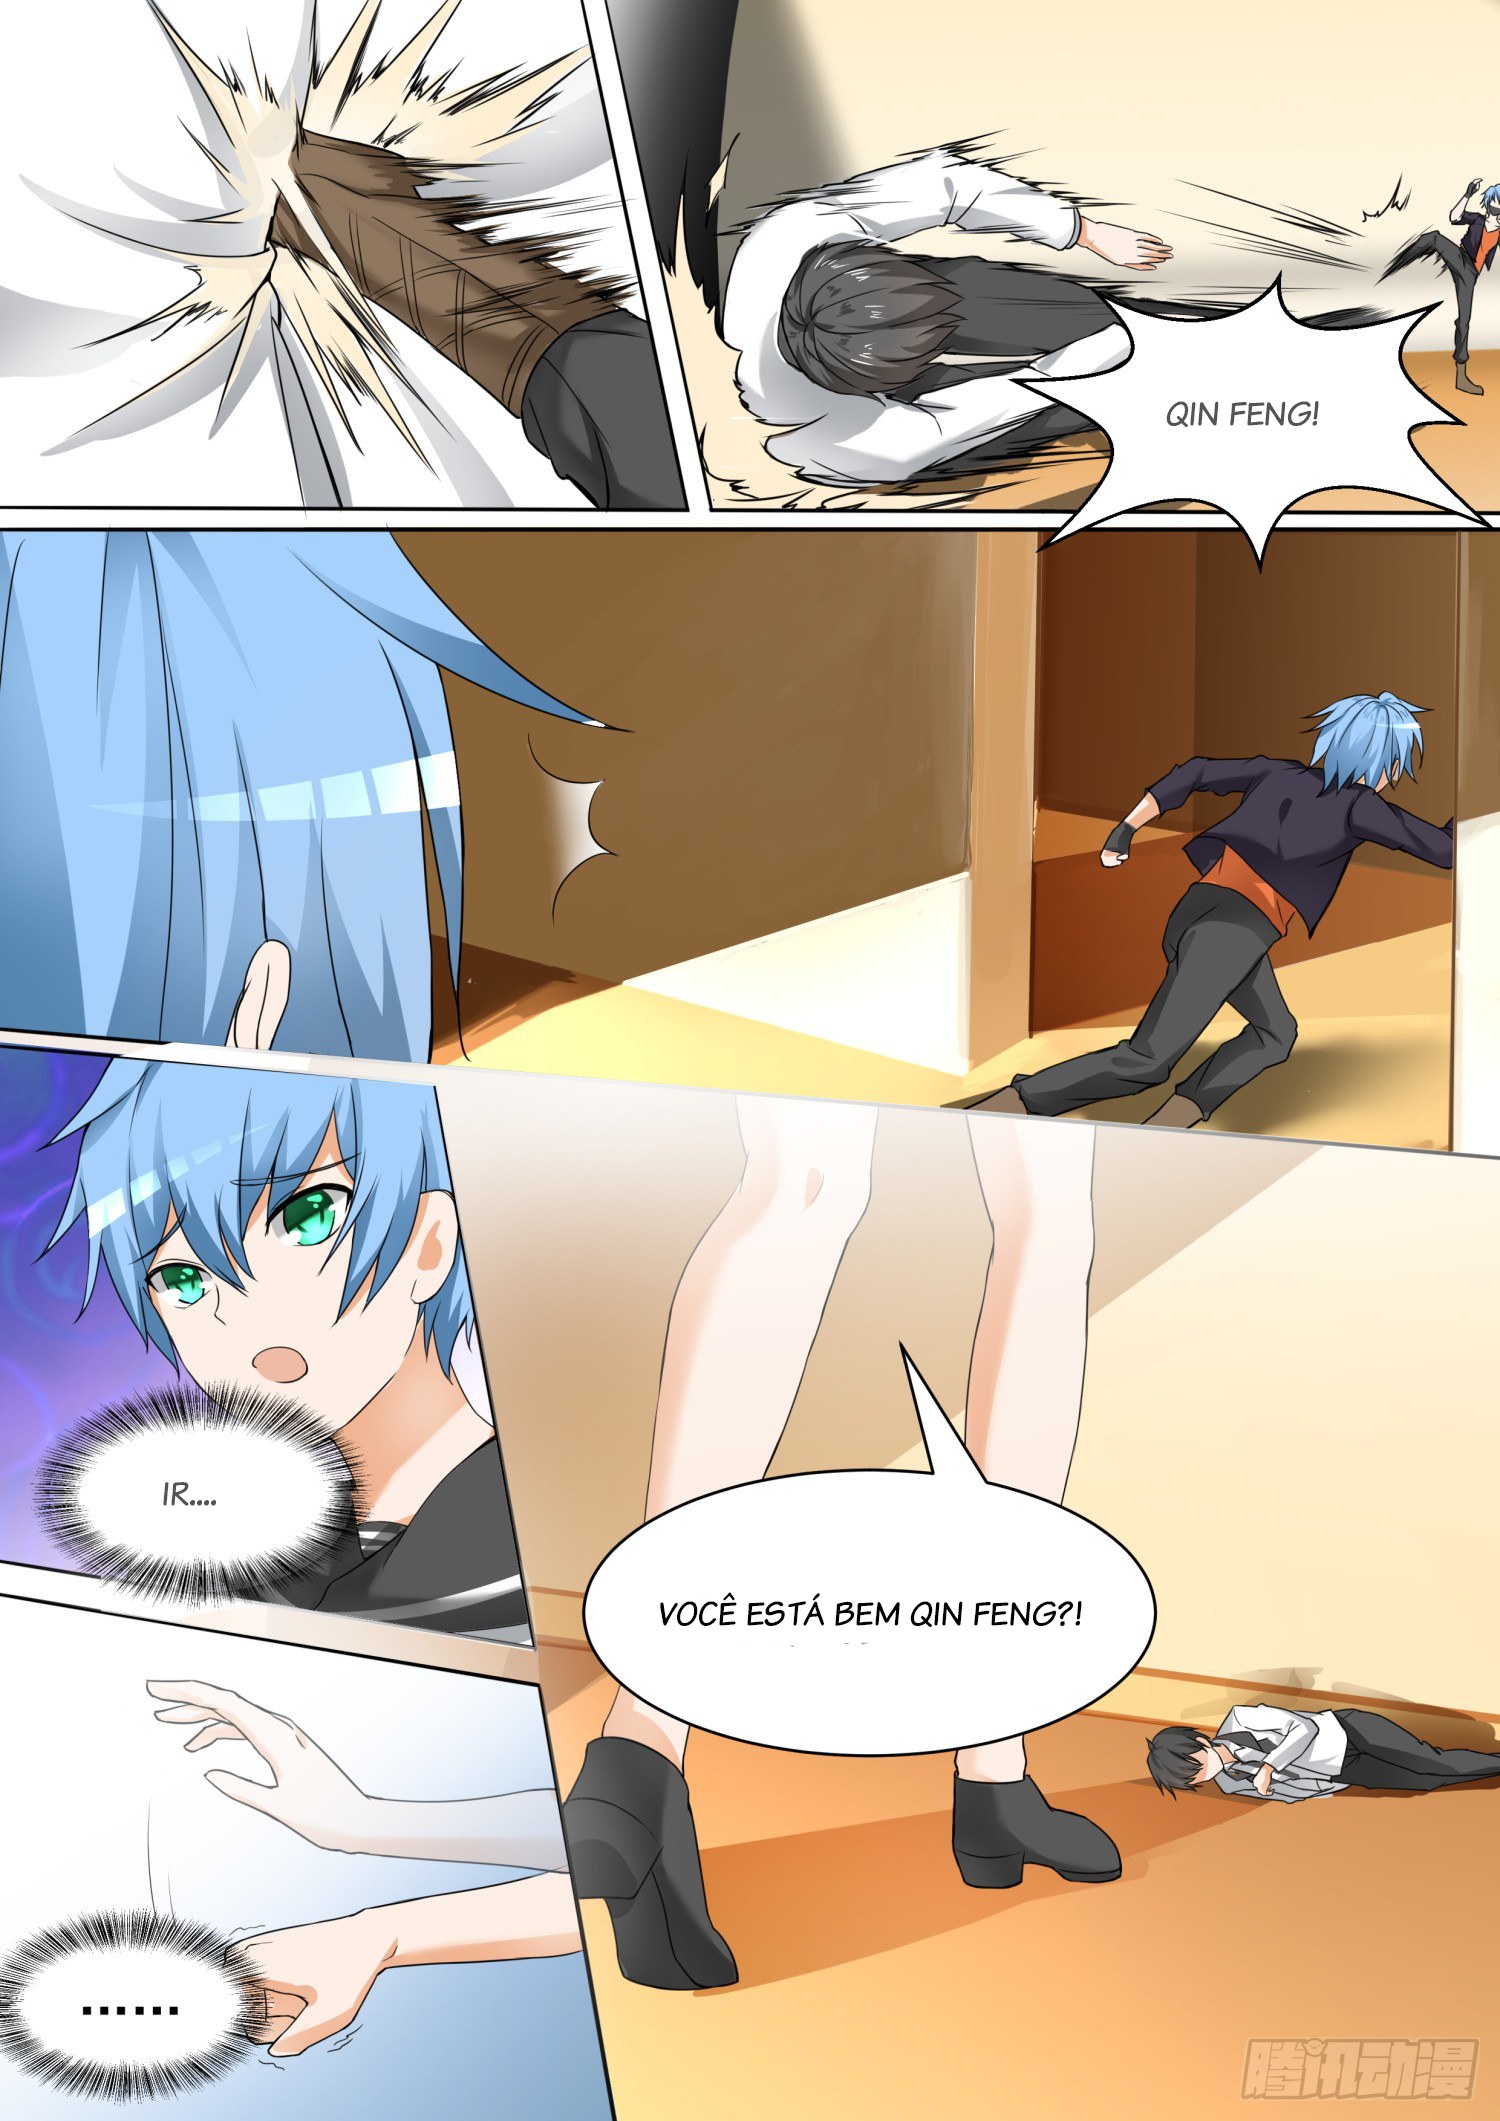 QIN FENG!
IR....
VOCÊ ESTÁ BEM QIN FENG?!
......
腾讯动漫